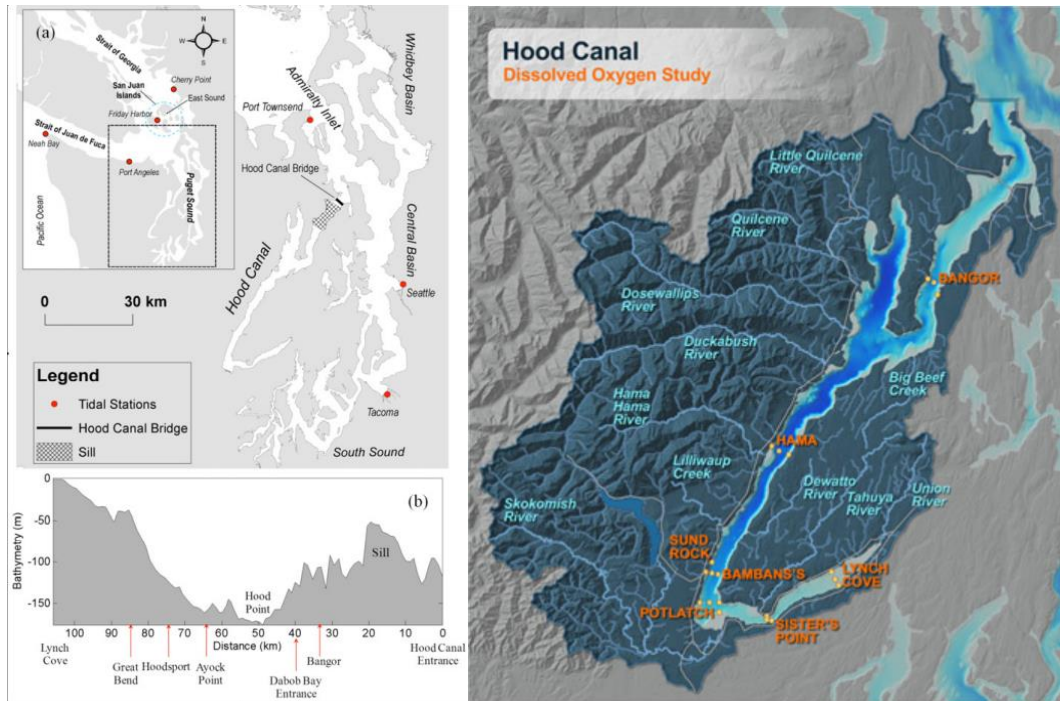 (a)
N
W
E
S
Strait of Georgia
Cherry Point
San Juan
Islands
East Sound
Friday Harbor
Strait of Juan de Fuca
Neah Bay
Port Angeles
Puget Sound
Pacific Ocean
0
30 km
Legend
Tidal Stations
Hood Canal Bridge
Sill
Whidbey Basin
Admiralty Inlet
Port Townsend
Hood Canal Bridge
Central Basin
Hood Canal
Seattle
Tacoma
South Sound
(b)
Bathymetry (m)
0
-50
-100
-150
Sill
Hood
Point
100
90
80
70
60
50
40
30
20
10
0
Distance (km)
Lynch
Cove
Great
Bend
Hoodsport
Ayock
Point
Dabob Bay
Entrance
Bangor
Hood Canal
Entrance
Hood Canal
Dissolved Oxygen Study
Little Quilcene
River
Quilcene
River
BANGOR
Dosewallips
River
Duckabush
River
Big Beef
Creek
Hama
Hama
River
HAMA
Lilliwaup
Creek
Dewatto
River
Tahuya
River
Union
River
Skokomish
River
SUND
ROCK
BAMBANS'S
LYNCH
COVE
POTLATCH
SISTER'S
POINT